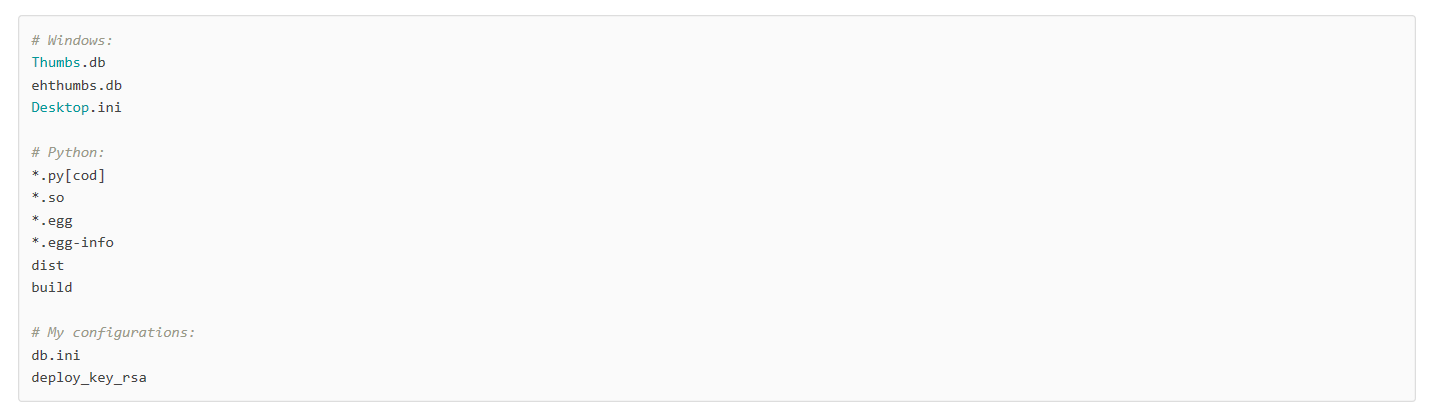 # Windows:
Thumbs.db
ehthumbs.db
Desktop.ini

# Python:
*.py[cod]
*.so
*.egg
*.egg-info
dist
build

# My configurations:
db.ini
deploy_key_rsa